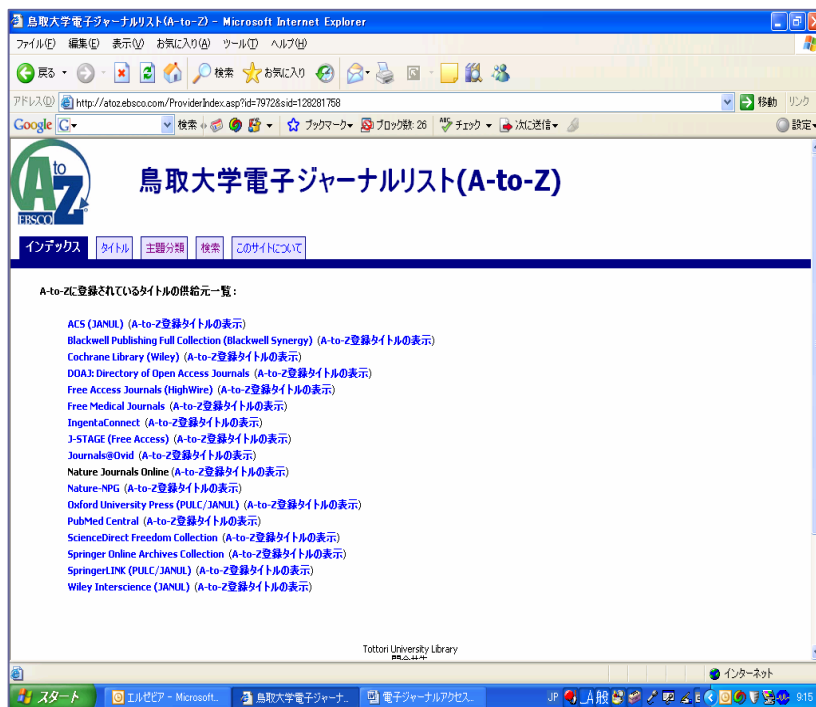 鳥取大学電子ジャーナルリスト(A-to-Z) - Microsoft Internet Explorer
ファイル(F) 編集(E) 表示(V) お気に入り(A) ツール(T) ヘルプ(H)
戻る 検索 お気に入り
アドレス(D) http://atoz.ebsco.com/ProviderIndex.asp?id=7972&sid=128281758 移動 リンク
Google 検索 ブックマーク ブロック数: 26 チェック 次に送信 設定
A to Z
EBSCO
鳥取大学電子ジャーナルリスト(A-to-Z)
インデックス タイトル 主題分類 検索 このサイトについて
A-to-Zに登録されているタイトルの供給元一覧:
ACS (JANUL) (A-to-Z登録タイトルの表示)
Blackwell Publishing Full Collection (Blackwell Synergy) (A-to-Z登録タイトルの表示)
Cochrane Library (Wiley) (A-to-Z登録タイトルの表示)
DOAJ: Directory of Open Access Journals (A-to-Z登録タイトルの表示)
Free Access Journals (HighWire) (A-to-Z登録タイトルの表示)
Free Medical Journals (A-to-Z登録タイトルの表示)
IngentaConnect (A-to-Z登録タイトルの表示)
J-STAGE (Free Access) (A-to-Z登録タイトルの表示)
Journals@Ovid (A-to-Z登録タイトルの表示)
Nature Journals Online (A-to-Z登録タイトルの表示)
Nature-NPG (A-to-Z登録タイトルの表示)
Oxford University Press (PULC/JANUL) (A-to-Z登録タイトルの表示)
PubMed Central (A-to-Z登録タイトルの表示)
ScienceDirect Freedom Collection (A-to-Z登録タイトルの表示)
Springer Online Archives Collection (A-to-Z登録タイトルの表示)
SpringerLINK (PULC/JANUL) (A-to-Z登録タイトルの表示)
Wiley Interscience (JANUL) (A-to-Z登録タイトルの表示)
Tottori University Library
インターネット
スタート エルゼビア - Microsoft... 鳥取大学電子ジャーナ... 電子ジャーナルアクセス... JP A 般 9:15